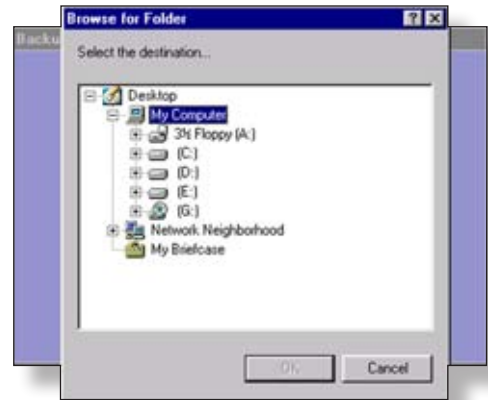 Browse for Folder
Backu
Select the destination...
Desktop
My Computer
3½ Floppy (A:)
(C:)
(D:)
(E:)
(G:)
Network Neighborhood
My Briefcase
OK
Cancel